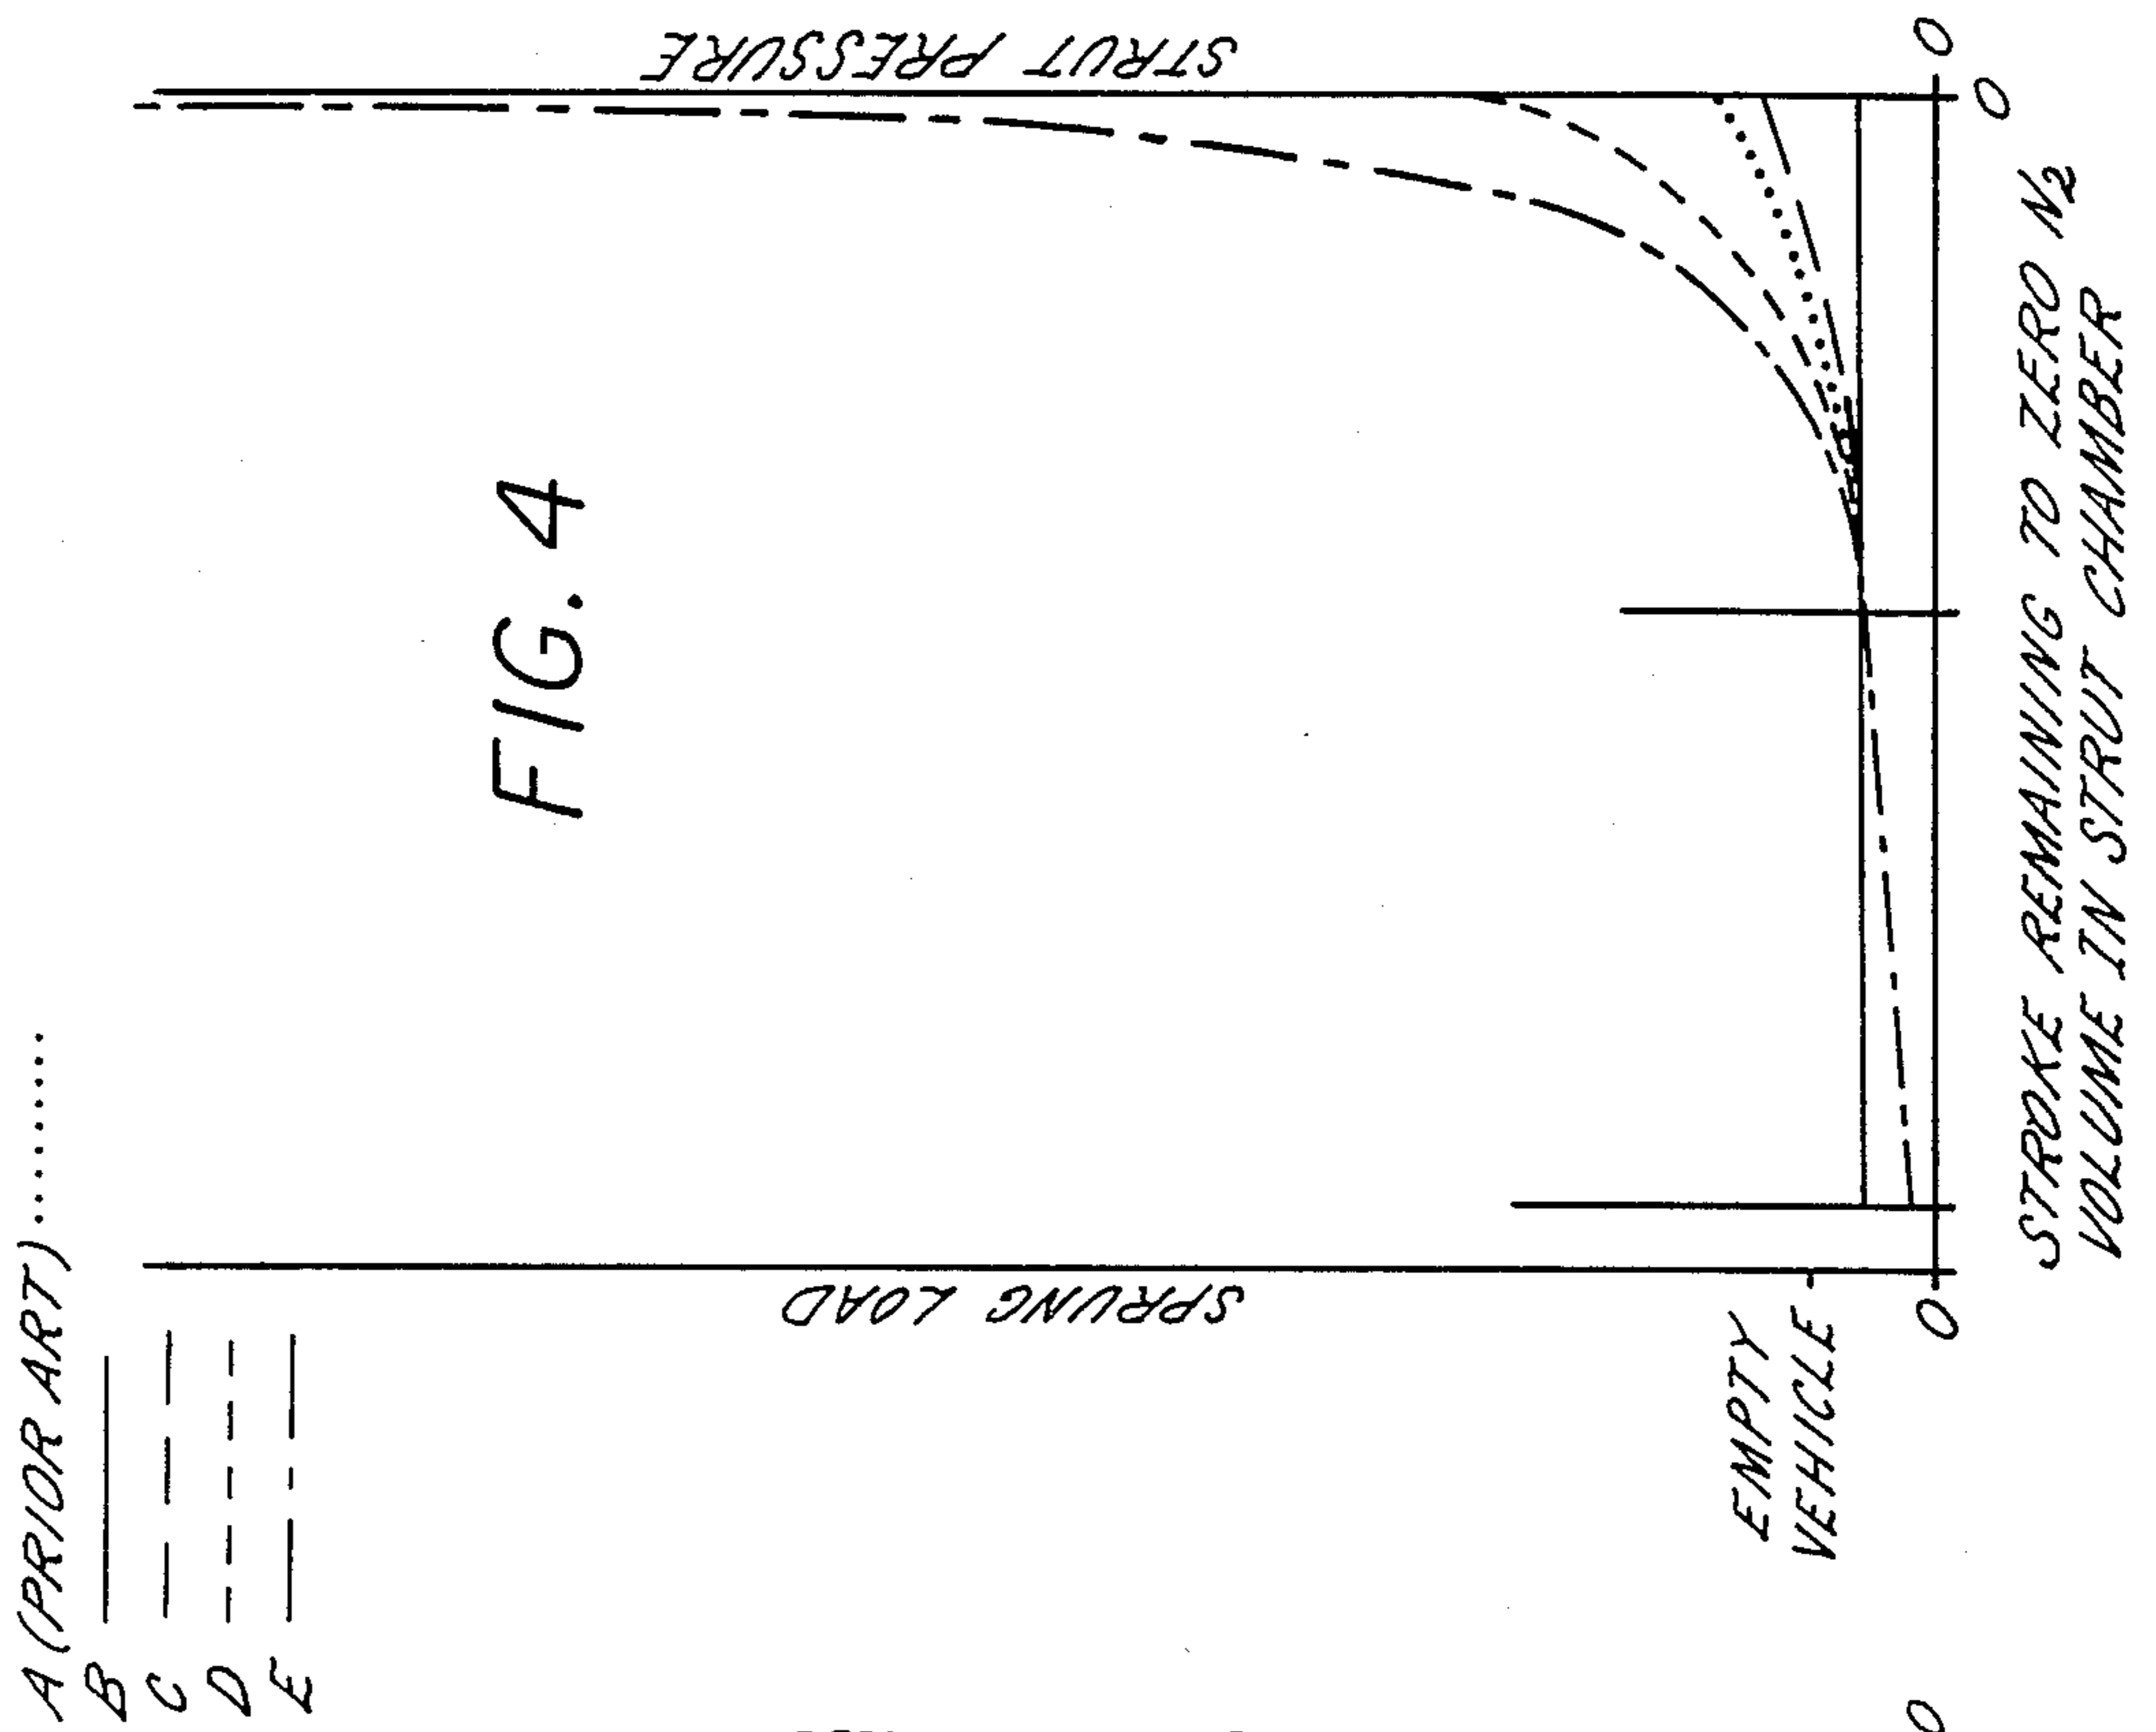 A (PRIOR ART)
B
C
D
E
FIG. 4
STRUT PRESSURE
SPRUNG LOAD
EMPTY
VEHICLE
0
0
0
STROKE REMAINING TO ZERO N2
VOLUME IN STRUT CHAMBER
0